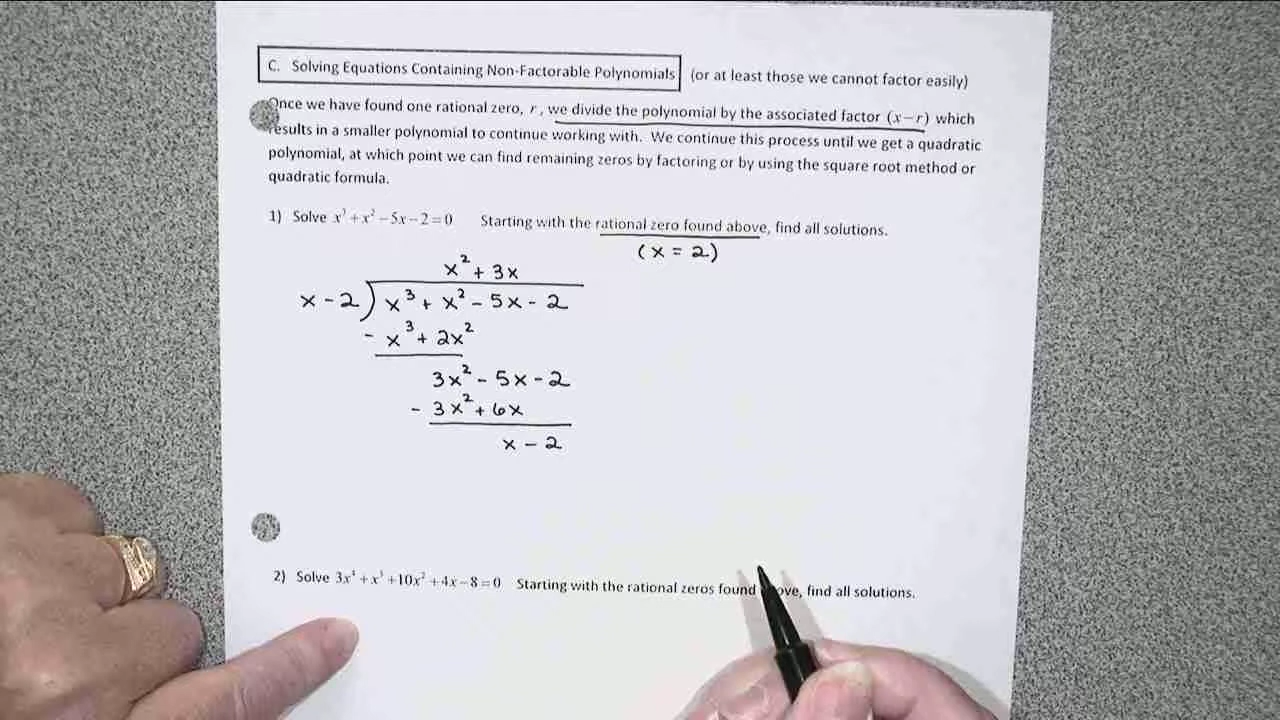 C. Solving Equations Containing Non-Factorable Polynomials (or at least those we cannot factor easily)
Once we have found one rational zero, r, we divide the polynomial by the associated factor (x−r) which
results in a smaller polynomial to continue working with. We continue this process until we get a quadratic
polynomial, at which point we can find remaining zeros by factoring or by using the square root method or
quadratic formula.
1) Solve x³ + x² − 5x − 2 = 0 Starting with the rational zero found above, find all solutions.
(x = 2)
x² + 3x
x − 2 ) x³ + x² − 5x − 2
− x³ + 2x²
3x² − 5x − 2
− 3x² + 6x
x − 2
2) Solve 3x⁴ + x³ + 10x² + 4x − 8 = 0 Starting with the rational zeros found above, find all solutions.